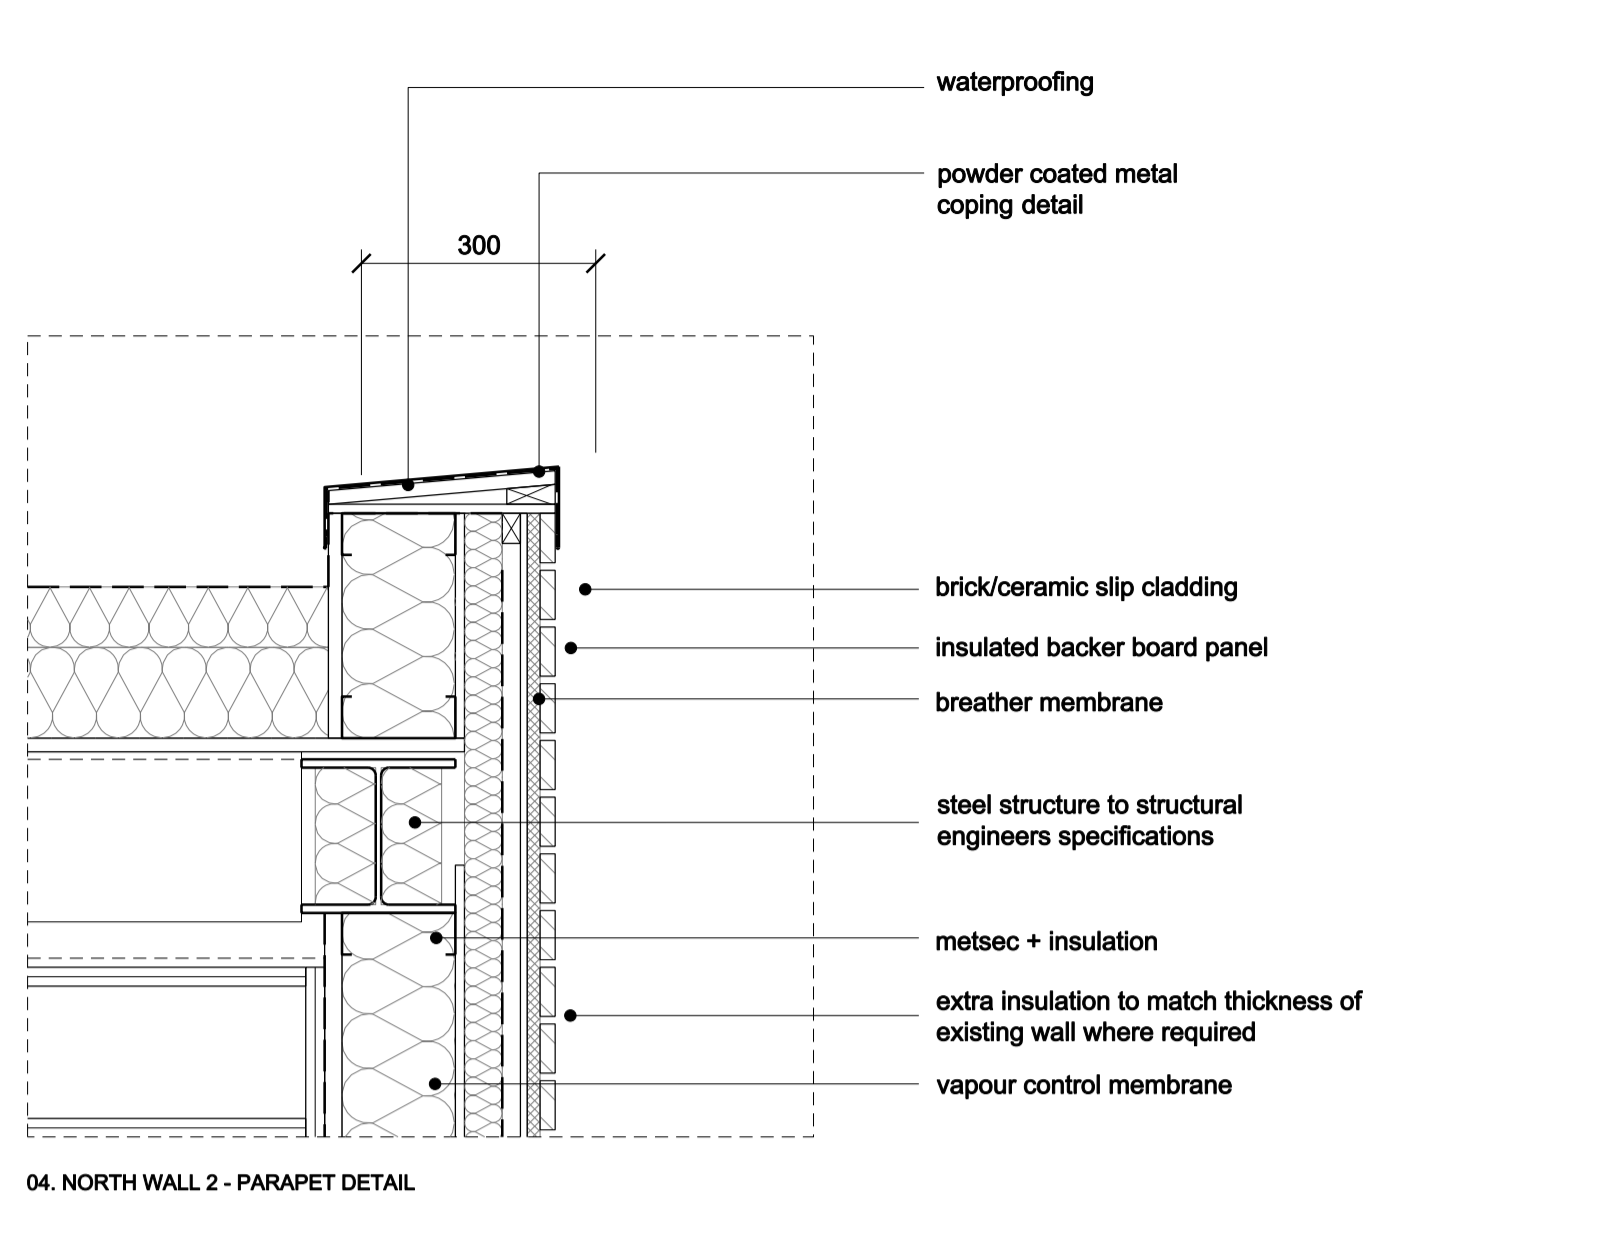 waterproofing
powder coated metal
coping detail
300
brick/ceramic slip cladding
insulated backer board panel
breather membrane
steel structure to structural
engineers specifications
metsec + insulation
extra insulation to match thickness of
existing wall where required
vapour control membrane
04. NORTH WALL 2 - PARAPET DETAIL